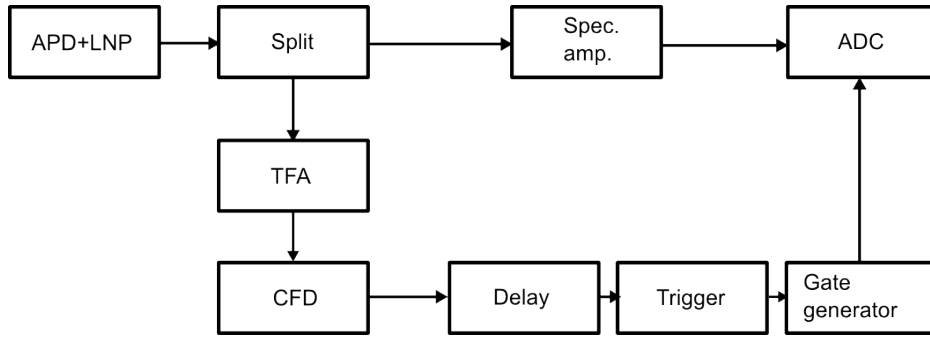 APD+LNP
Split
Spec.
amp.
ADC
TFA
CFD
Delay
Trigger
Gate
generator